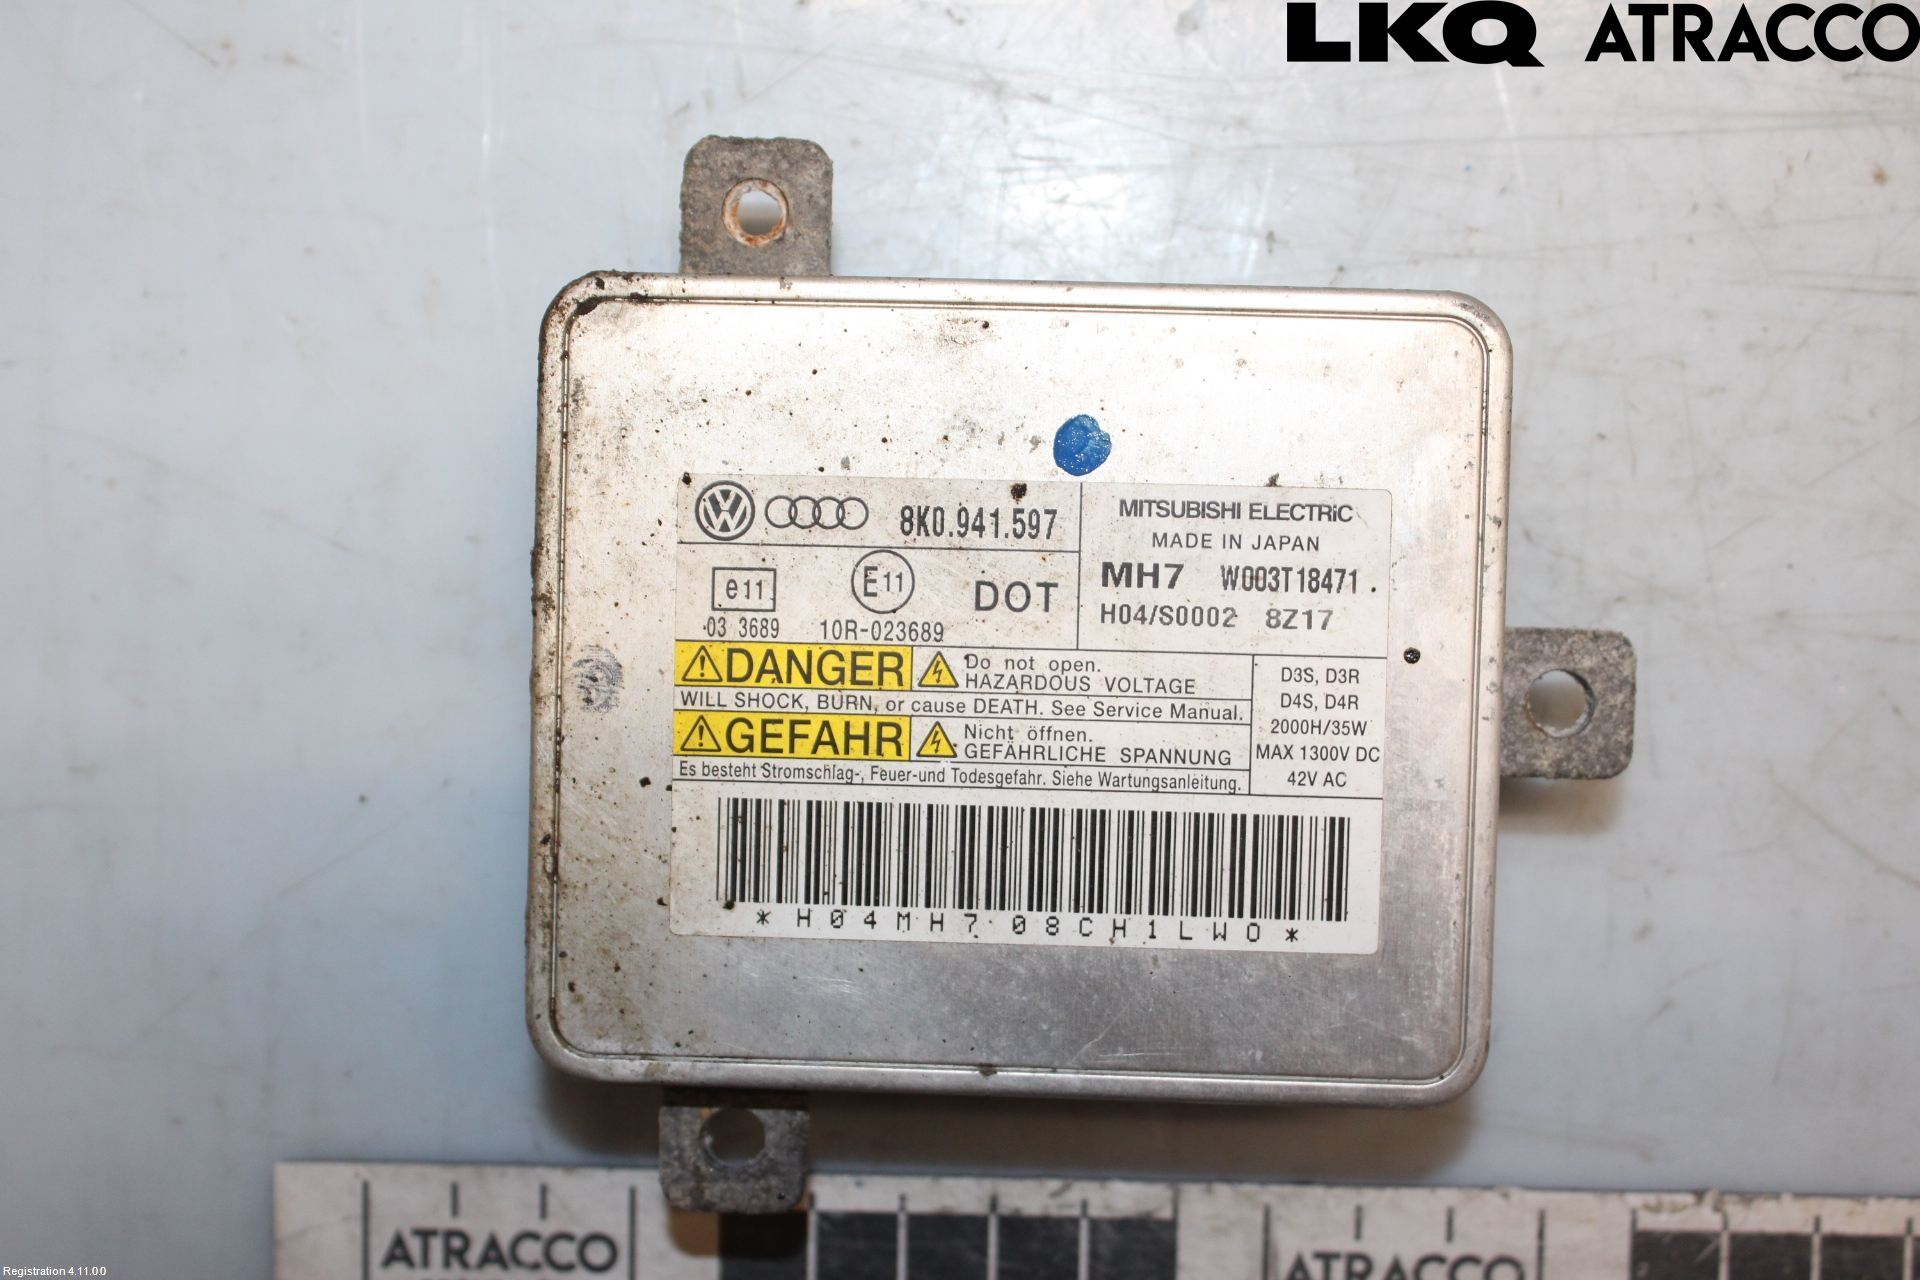 LKQ ATRACCO
8K0.941.597
MITSUBISHI ELECTRiC
MADE IN JAPAN
MH7 W003T18471
H04/S0002 8Z17
e11
E11
DOT
03 3689 10R-023689
DANGER
Do not open.
HAZARDOUS VOLTAGE
WILL SHOCK, BURN, or cause DEATH. See Service Manual.
GEFAHR
Nicht öffnen.
GEFÄHRLICHE SPANNUNG
Es besteht Stromschlag-, Feuer-und Todesgefahr. Siehe Wartungsanleitung.
D3S, D3R
D4S, D4R
2000H/35W
MAX 1300V DC
42V AC
*H04MH708CH1LWO*
ATRACCO
ATRACCO
Registration 4.11.0.0